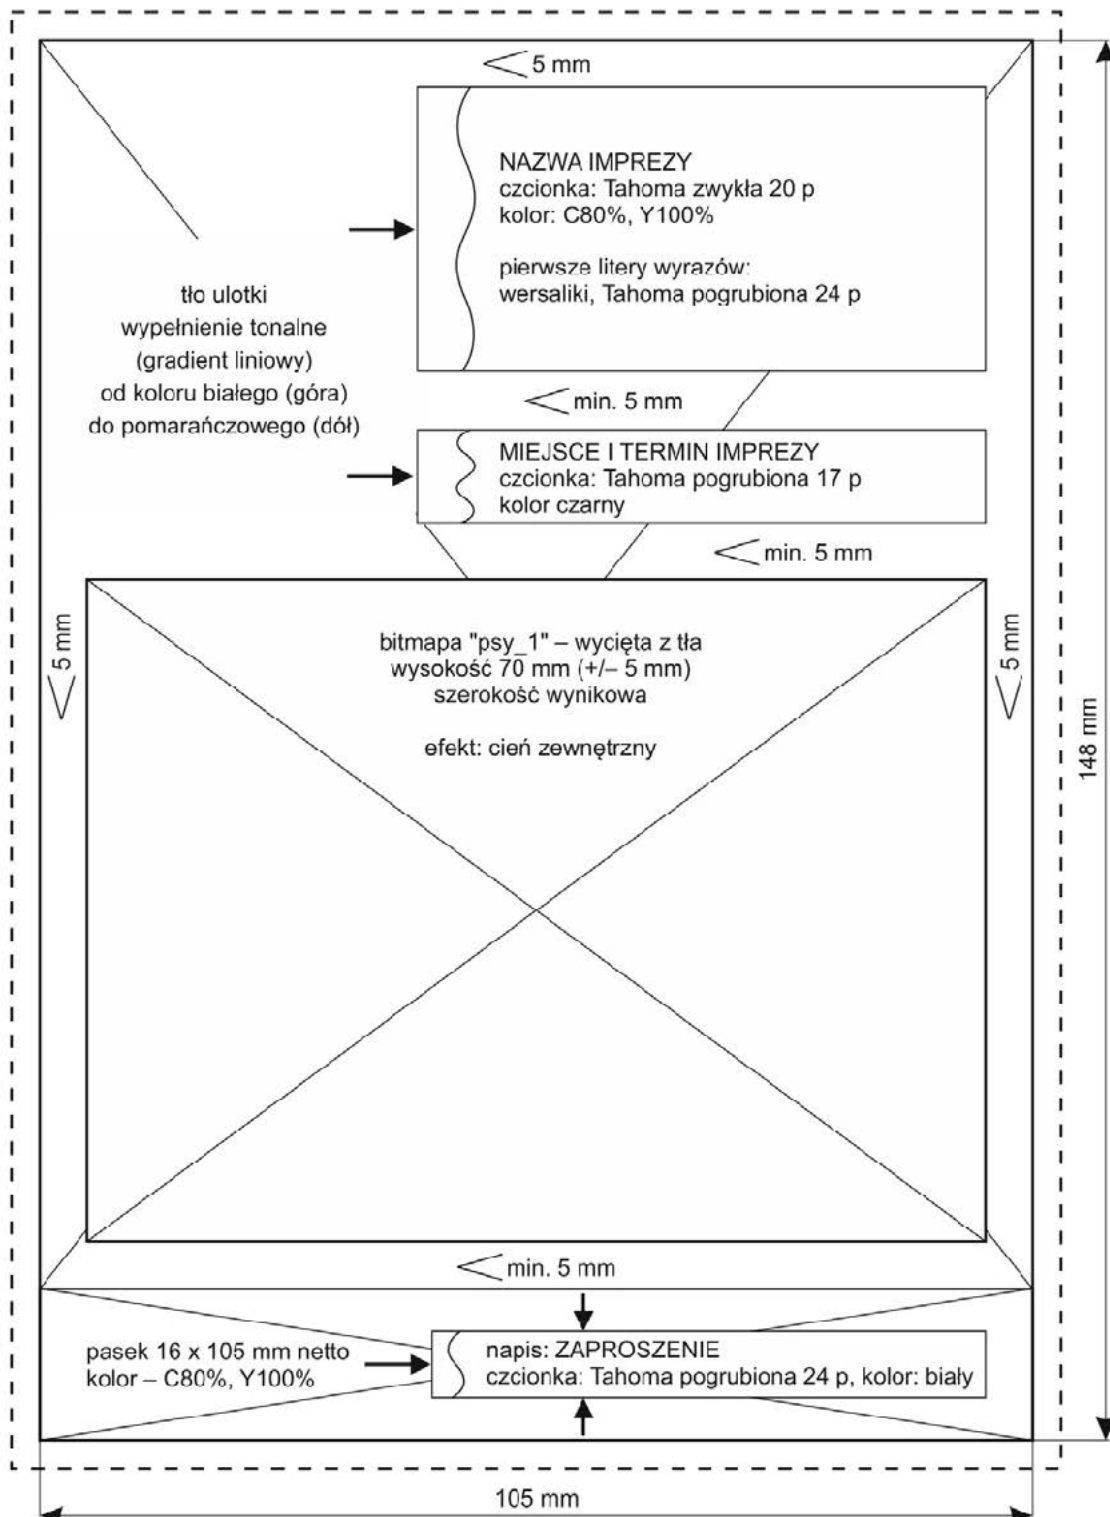 5 mm
NAZWA IMPREZY
czcionka: Tahoma zwykła 20 p
kolor: C80%, Y100%
pierwsze litery wyrazów:
wersaliki, Tahoma pogrubiona 24 p
tło ulotki
wypełnienie tonalne
(gradient liniowy)
od koloru białego (góra)
do pomarańczowego (dół)
min. 5 mm
MIEJSCE I TERMIN IMPREZY
czcionka: Tahoma pogrubiona 17 p
kolor czarny
min. 5 mm
5 mm
bitmapa "psy_1" – wycięta z tła
wysokość 70 mm (+/– 5 mm)
szerokość wynikowa
efekt: cień zewnętrzny
5 mm
148 mm
min. 5 mm
pasek 16 x 105 mm netto
kolor – C80%, Y100%
napis: ZAPROSZENIE
czcionka: Tahoma pogrubiona 24 p, kolor: biały
105 mm